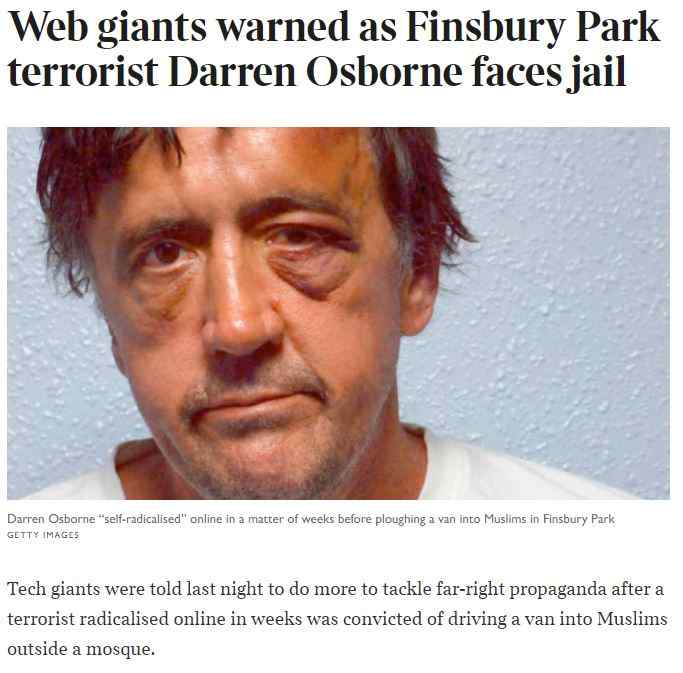 Web giants warned as Finsbury Park
terrorist Darren Osborne faces jail
Darren Osborne “self-radicalised” online in a matter of weeks before ploughing a van into Muslims in Finsbury Park
GETTY IMAGES
Tech giants were told last night to do more to tackle far-right propaganda after a
terrorist radicalised online in weeks was convicted of driving a van into Muslims
outside a mosque.